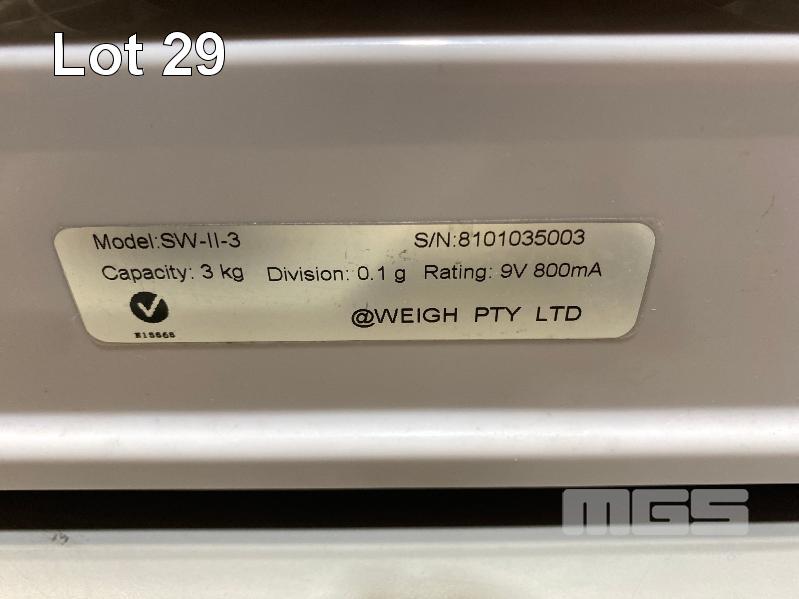 Lot 29
Model:SW-II-3 S/N:8101035003
Capacity: 3 kg Division: 0.1 g Rating: 9V 800mA
@WEIGH PTY LTD
MGS